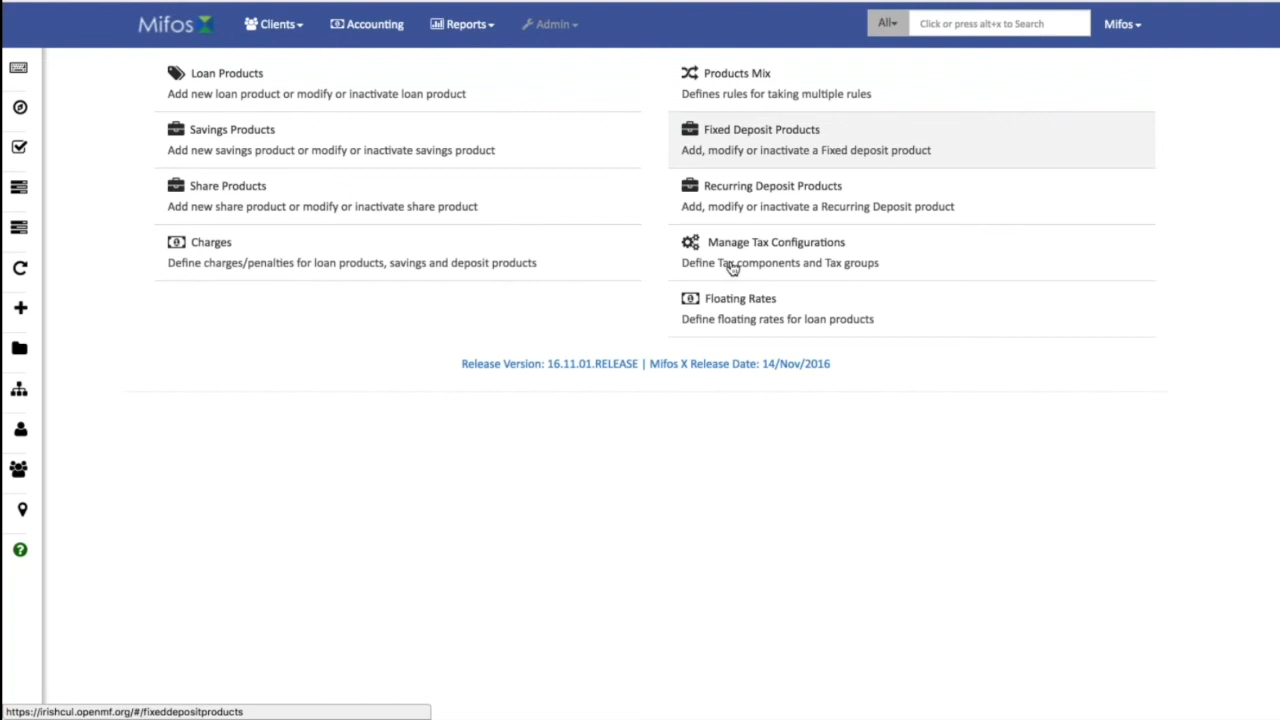 Mifos Clients Accounting Reports Admin All Click or press alt+x to Search Mifos
Loan Products
Add new loan product or modify or inactivate loan product
Savings Products
Add new savings product or modify or inactivate savings product
Share Products
Add new share product or modify or inactivate share product
Charges
Define charges/penalties for loan products, savings and deposit products
Products Mix
Defines rules for taking multiple rules
Fixed Deposit Products
Add, modify or inactivate a Fixed deposit product
Recurring Deposit Products
Add, modify or inactivate a Recurring Deposit product
Manage Tax Configurations
Define Tax components and Tax groups
Floating Rates
Define floating rates for loan products
Release Version: 16.11.01.RELEASE | Mifos X Release Date: 14/Nov/2016
https://irishcul.openmf.org/#/fixeddepositproducts